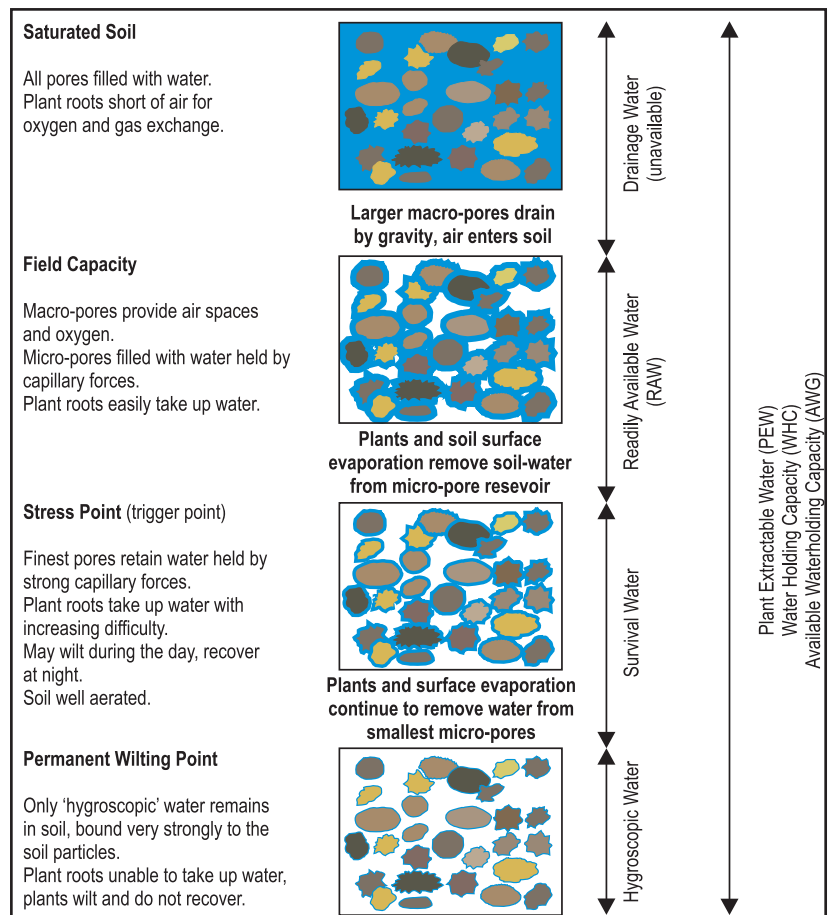 Saturated Soil
All pores filled with water.
Plant roots short of air for
oxygen and gas exchange.
Larger macro-pores drain
by gravity, air enters soil
Drainage Water
(unavailable)
Field Capacity
Macro-pores provide air spaces
and oxygen.
Micro-pores filled with water held by
capillary forces.
Plant roots easily take up water.
Plants and soil surface
evaporation remove soil-water
from micro-pore resevoir
Readily Available Water
(RAW)
Stress Point (trigger point)
Finest pores retain water held by
strong capillary forces.
Plant roots take up water with
increasing difficulty.
May wilt during the day, recover
at night.
Soil well aerated.
Plants and surface evaporation
continue to remove water from
smallest micro-pores
Survival Water
Permanent Wilting Point
Only ‘hygroscopic’ water remains
in soil, bound very strongly to the
soil particles.
Plant roots unable to take up water,
plants wilt and do not recover.
Hygroscopic Water
Plant Extractable Water (PEW)
Water Holding Capacity (WHC)
Available Waterholding Capacity (AWG)